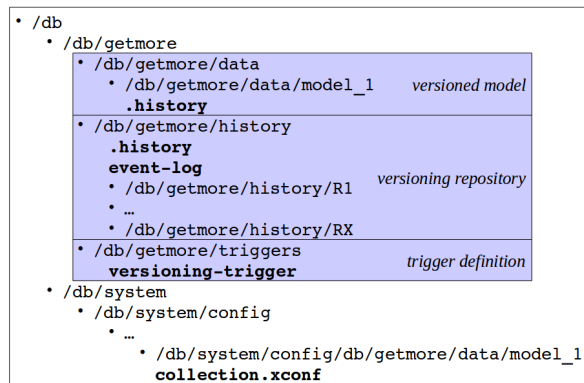 • /db
• /db/getmore
• /db/getmore/data
• /db/getmore/data/model_1 versioned model
.history
• /db/getmore/history
.history
event-log
• /db/getmore/history/R1 versioning repository
• …
• /db/getmore/history/RX
• /db/getmore/triggers
versioning-trigger trigger definition
• /db/system
• /db/system/config
• …
• /db/system/config/db/getmore/data/model_1
collection.xconf